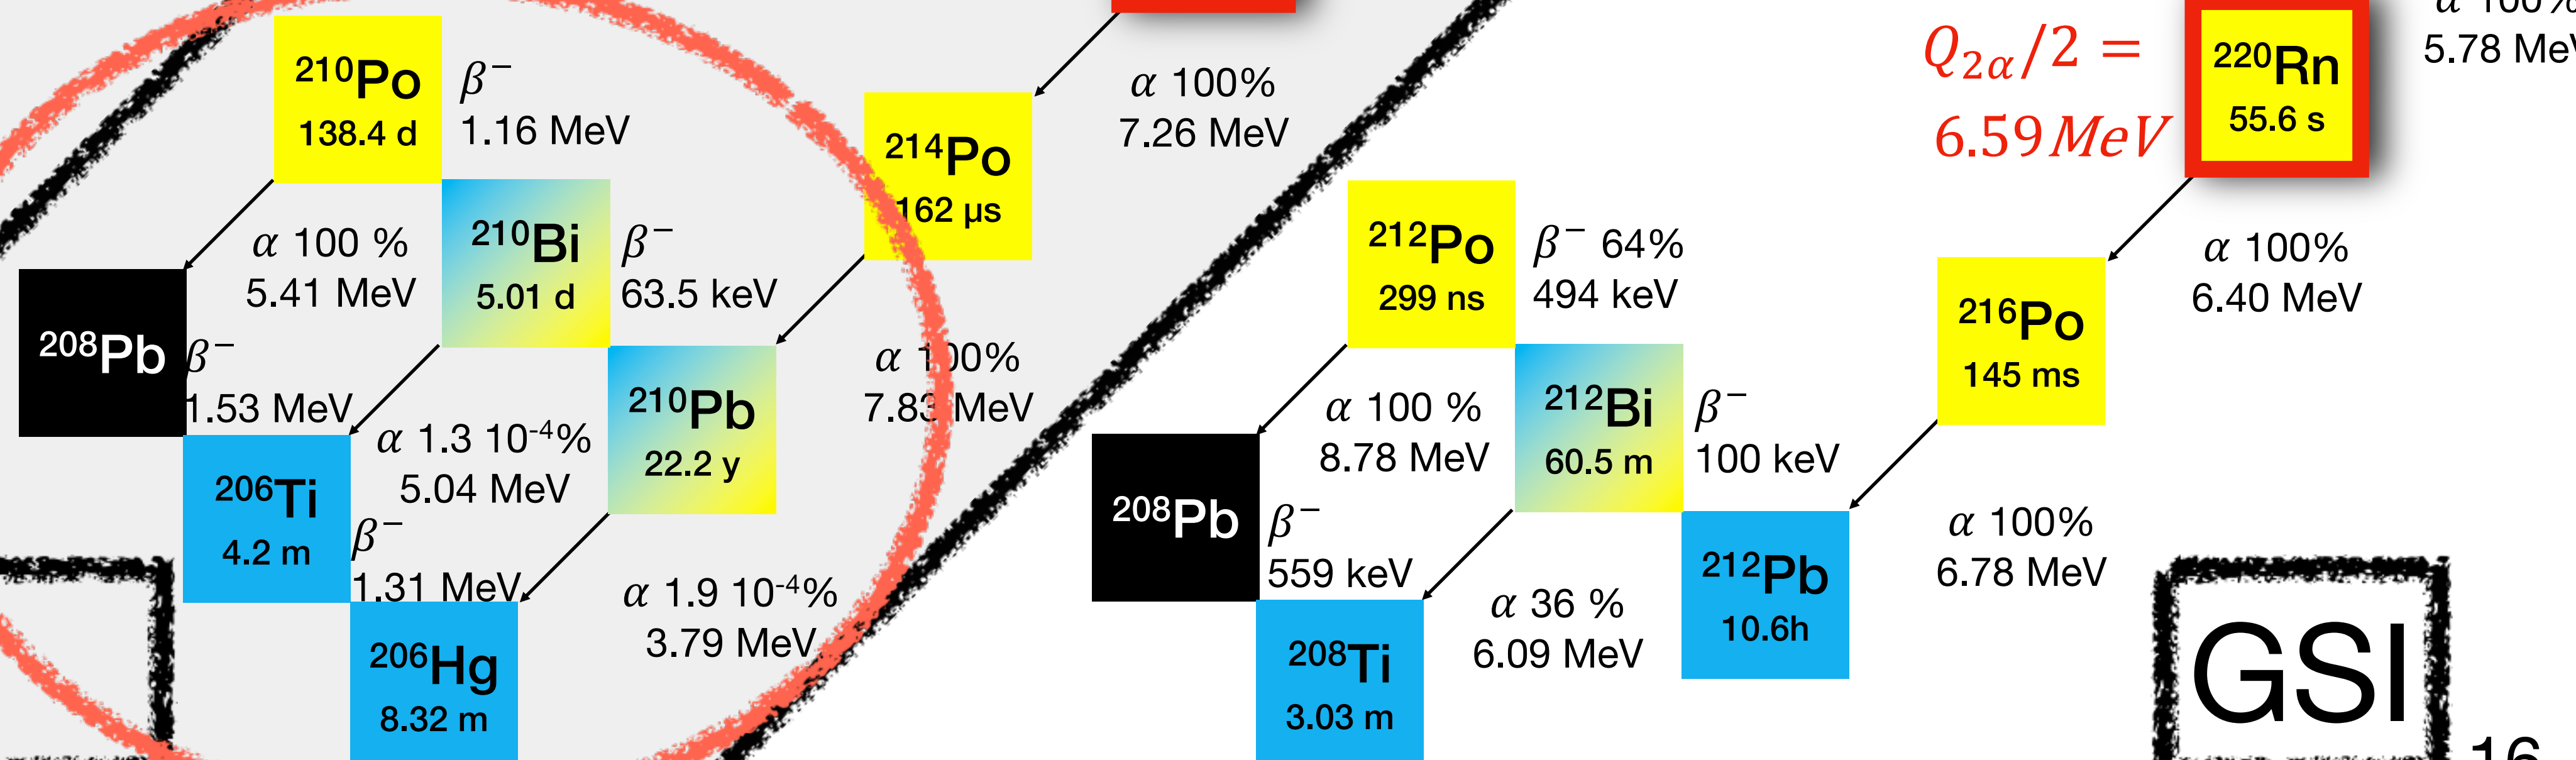 α 100%
5.78 MeV
²²⁰Rn
55.6 s
Q₂α/2 =
6.59MeV
²¹⁰Po
138.4 d
β⁻
1.16 MeV
α 100%
7.26 MeV
²¹⁴Po
162 µs
²¹⁰Bi
5.01 d
β⁻
63.5 keV
α 100 %
5.41 MeV
²¹²Po
299 ns
β⁻ 64%
494 keV
α 100%
6.40 MeV
²¹⁶Po
145 ms
²⁰⁸Pb
β⁻
1.53 MeV
²¹⁰Pb
22.2 y
α 100%
7.83 MeV
α 1.3 10⁻⁴%
5.04 MeV
α 100 %
8.78 MeV
²¹²Bi
60.5 m
β⁻
100 keV
²⁰⁶Ti
4.2 m
β⁻
1.31 MeV
²⁰⁸Pb
β⁻
559 keV
²¹²Pb
10.6h
α 100%
6.78 MeV
α 1.9 10⁻⁴%
3.79 MeV
α 36 %
6.09 MeV
²⁰⁶Hg
8.32 m
²⁰⁸Ti
3.03 m
GSI
16